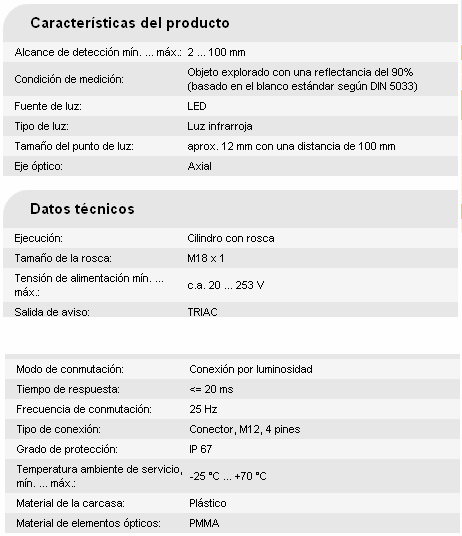 Características del producto
Alcance de detección mín. ... máx.: 2 ... 100 mm
Condición de medición: Objeto explorado con una reflectancia del 90%
(basado en el blanco estándar según DIN 5033)
Fuente de luz: LED
Tipo de luz: Luz infrarroja
Tamaño del punto de luz: aprox. 12 mm con una distancia de 100 mm
Eje óptico: Axial
Datos técnicos
Ejecución: Cilindro con rosca
Tamaño de la rosca: M18 x 1
Tensión de alimentación mín. ...
máx.: c.a. 20 ... 253 V
Salida de aviso: TRIAC
Modo de conmutación: Conexión por luminosidad
Tiempo de respuesta: <= 20 ms
Frecuencia de conmutación: 25 Hz
Tipo de conexión: Conector, M12, 4 pines
Grado de protección: IP 67
Temperatura ambiente de servicio,
mín. ... máx.: -25 °C ... +70 °C
Material de la carcasa: Plástico
Material de elementos ópticos: PMMA